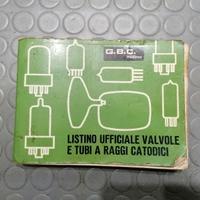 G.B.C.
LISTINO UFFICIALE VALVOLE
E TUBI A RAGGI CATODICI